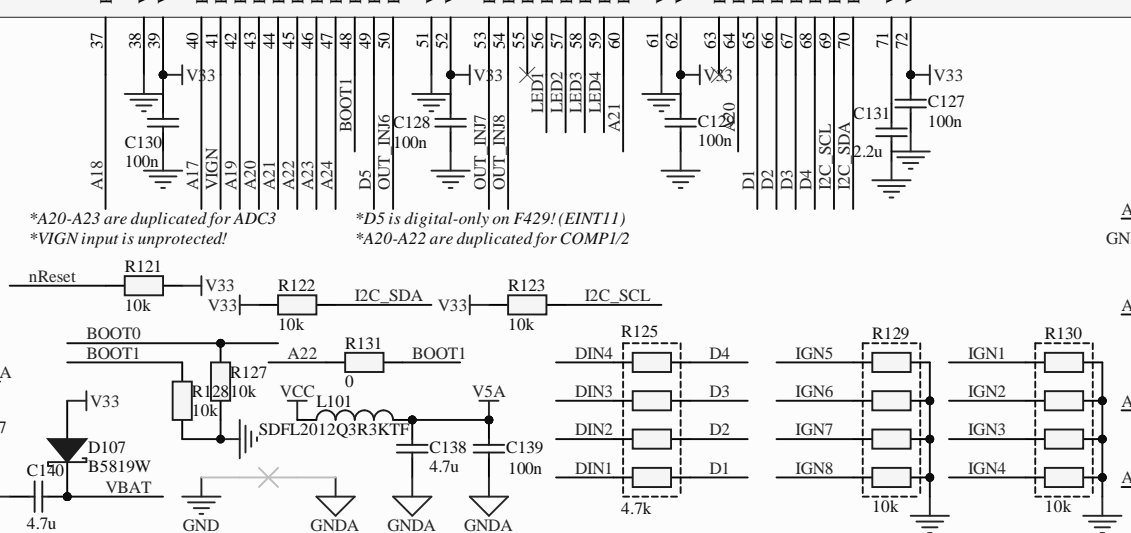 37 38 39 40 41 42 43 44 45 46 47 48 49 50 51 52 53 54 55 56 57 58 59 60 61 62 63 64 65 66 67 68 69 70 71 72
V33 V33 V33 V33
LED1 LED2 LED3 LED4
BOOT1 A21 A20
C130 C128 C129 C131 C127
100n 100n 100n 2.2u 100n
A18 A17 VIGN A19 A20 A21 A22 A23 A24 D5 OUT_INJ6 OUT_INJ7 OUT_INJ8 D1 D2 D3 D4 I2C_SCL I2C_SDA
*A20-A23 are duplicated for ADC3
*VIGN input is unprotected!
*D5 is digital-only on F429! (EINT11)
*A20-A22 are duplicated for COMP1/2
A
GN
nReset R121 V33
10k
V33 R122 I2C_SDA
10k
V33 R123 I2C_SCL
10k
A
BOOT0
BOOT1
R127
10k
R128
10k
A22 R131 BOOT1
0
VCC L101 V5A
SDFL2012Q3R3KTF
C138
4.7u
C139
100n
A
7
V33
D107
B5819W
C140
4.7u
VBAT
GND GNDA GNDA GNDA
R125
DIN4 D4
DIN3 D3
DIN2 D2
DIN1 D1
4.7k
R129
IGN5
IGN6
IGN7
IGN8
10k
R130
IGN1
IGN2
IGN3
IGN4
10k
A
A
A